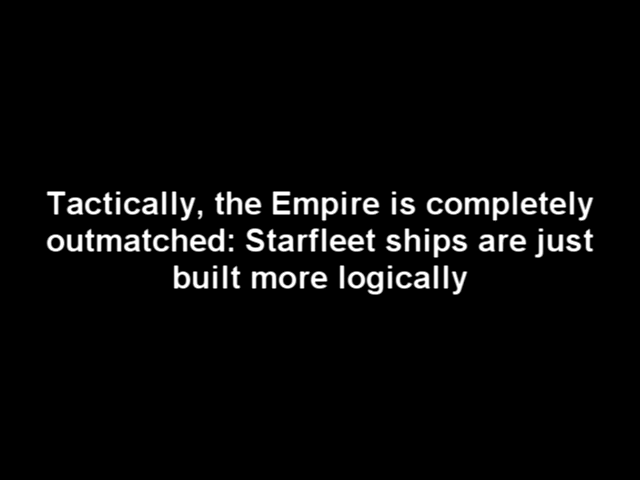 Tactically, the Empire is completely
outmatched: Starfleet ships are just
built more logically